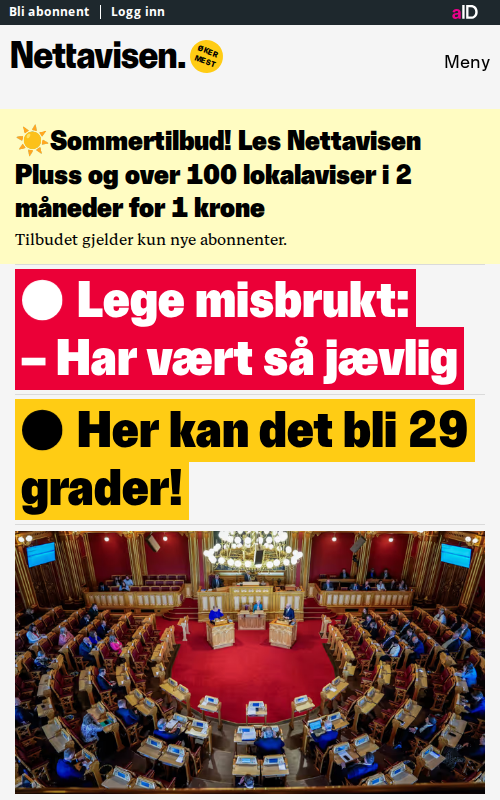 Bli abonnent
Logg inn
aID
Nettavisen.
ØKER
MEST
Meny
☀️Sommertilbud! Les Nettavisen
Pluss og over 100 lokalaviser i 2
måneder for 1 krone
Tilbudet gjelder kun nye abonnenter.
Lege misbrukt:
– Har vært så jævlig
Her kan det bli 29
grader!